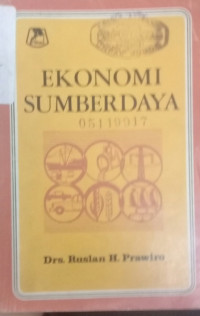 EKONOMI
SUMBERDAYA
05119917
Drs. Ruslan H. Prawiro